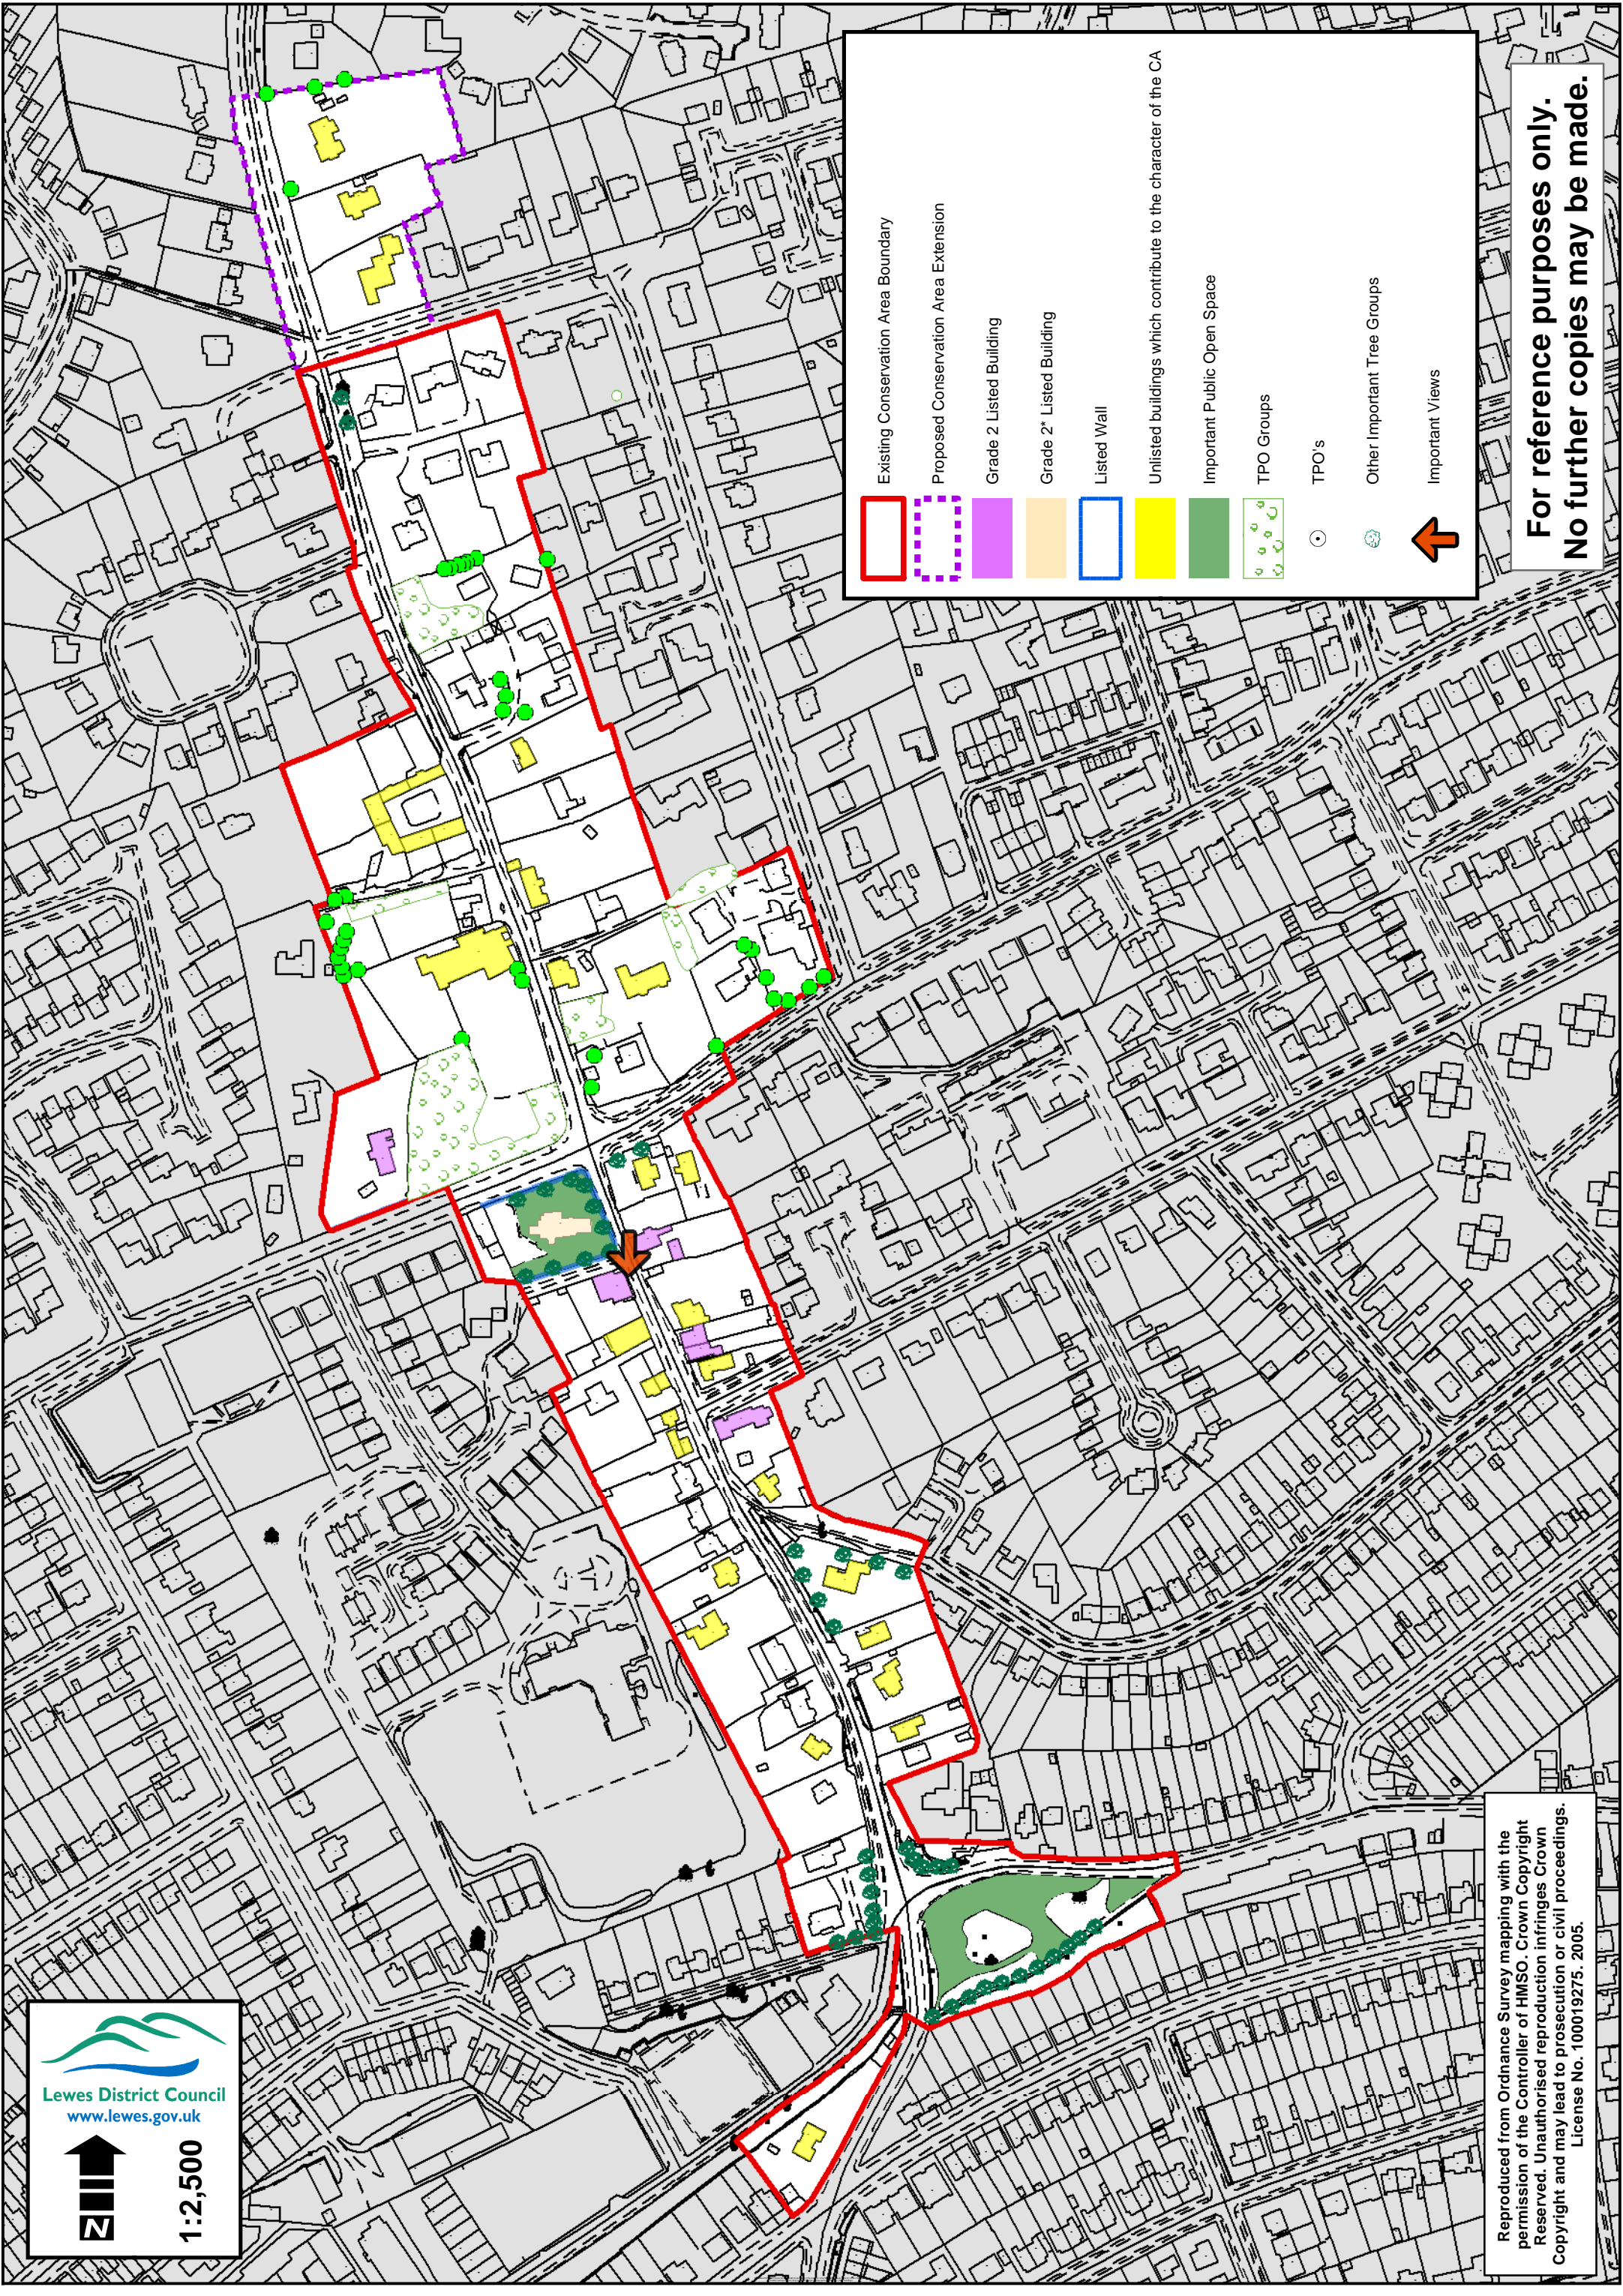 Lewes District Council
www.lewes.gov.uk
N
1:2,500
Existing Conservation Area Boundary
Proposed Conservation Area Extension
Grade 2 Listed Building
Grade 2* Listed Building
Listed Wall
Unlisted buildings which contribute to the character of the CA
Important Public Open Space
TPO Groups
TPO's
Other Important Tree Groups
Important Views
For reference purposes only.
No further copies may be made.
Reproduced from Ordnance Survey mapping with the
permission of the Controller of HMSO. Crown Copyright
Reserved. Unauthorised reproduction infringes Crown
Copyright and may lead to prosecution or civil proceedings.
License No. 100019275. 2005.